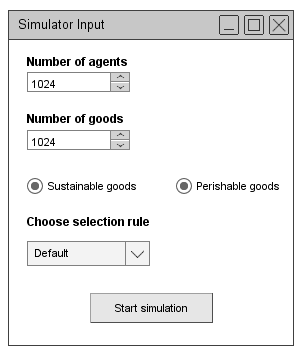 Simulator Input
Number of agents
1024
Number of goods
1024
Sustainable goods Perishable goods
Choose selection rule
Default
Start simulation